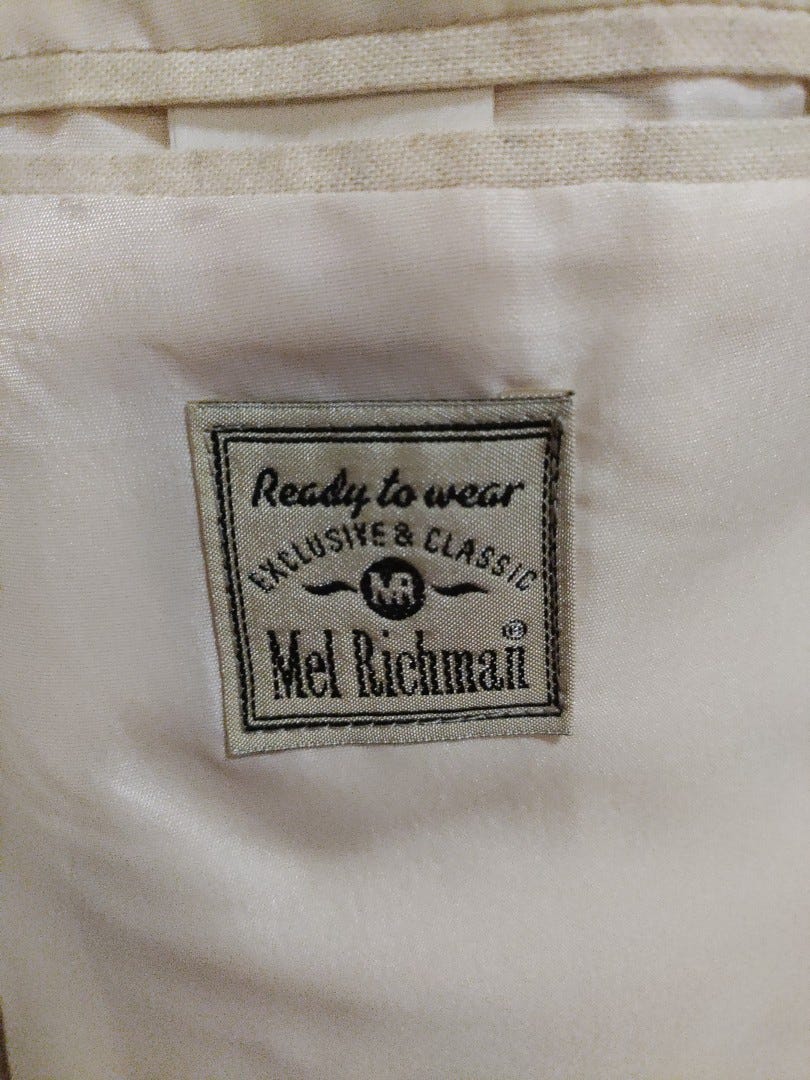 Ready to wear
EXCLUSIVE & CLASSIC
MR
Mel Richman®